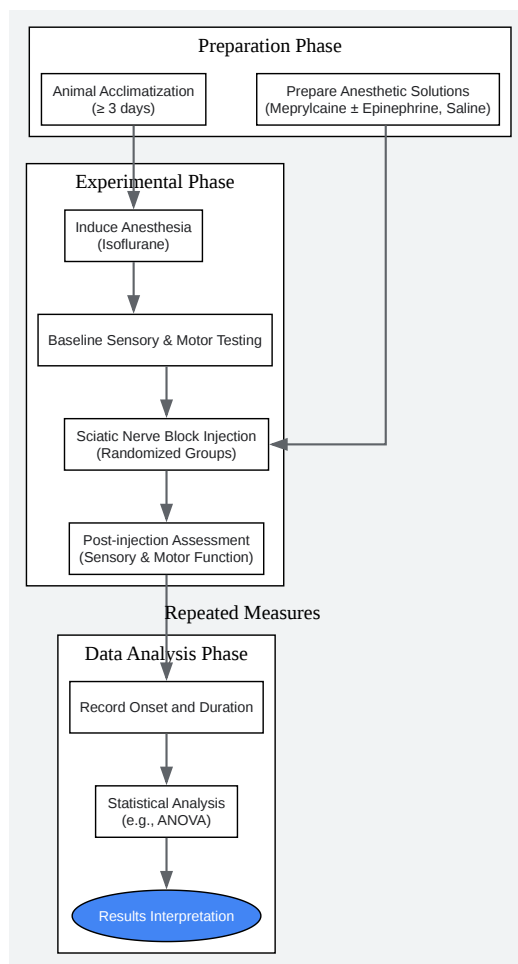 Preparation Phase
Animal Acclimatization
(≥ 3 days)
Prepare Anesthetic Solutions
(Meprylcaine ± Epinephrine, Saline)
Experimental Phase
Induce Anesthesia
(Isoflurane)
Baseline Sensory & Motor Testing
Sciatic Nerve Block Injection
(Randomized Groups)
Post-injection Assessment
(Sensory & Motor Function)
Repeated Measures
Data Analysis Phase
Record Onset and Duration
Statistical Analysis
(e.g., ANOVA)
Results Interpretation